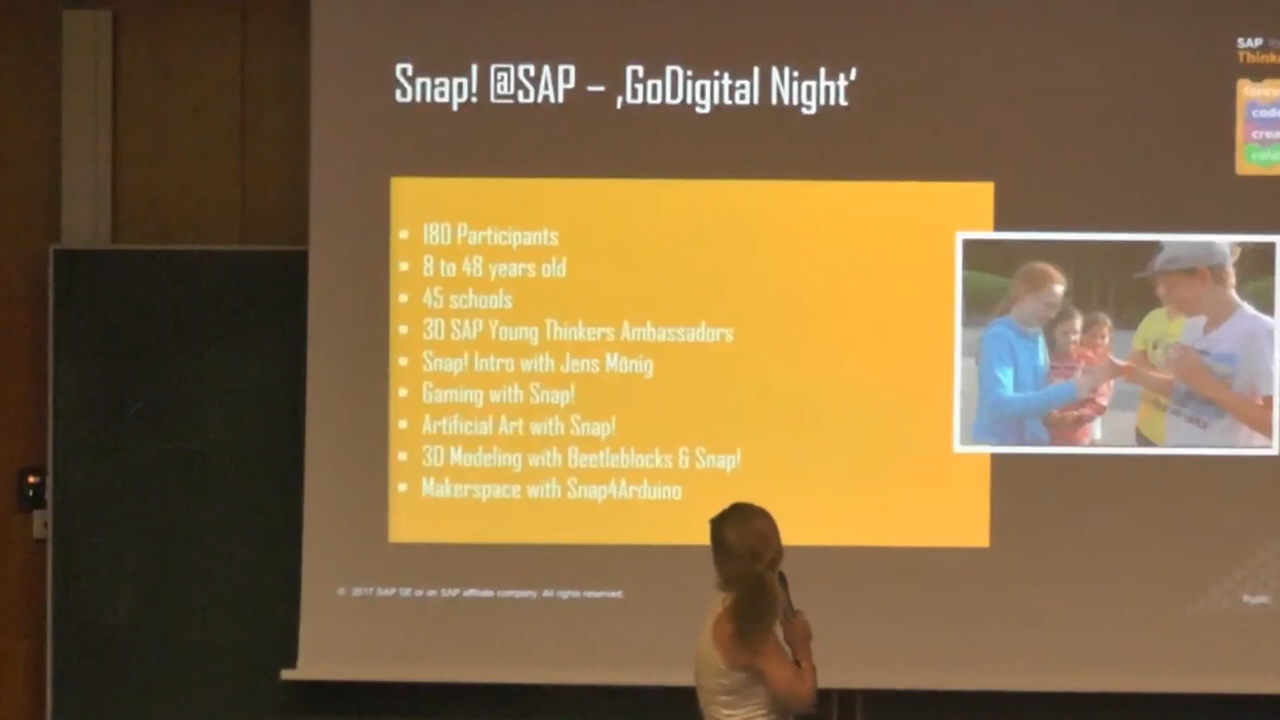 Snap! @SAP – ‚GoDigital Night‘
SAP
▪ 180 Participants
▪ 8 to 48 years old
▪ 45 schools
▪ 30 SAP Young Thinkers Ambassadors
▪ Snap! Intro with Jens Mönig
▪ Gaming with Snap!
▪ Artificial Art with Snap!
▪ 3D Modeling with Beetleblocks & Snap!
▪ Makerspace with Snap4Arduino
© 2017 SAP SE or an SAP affiliate company. All rights reserved.
Public